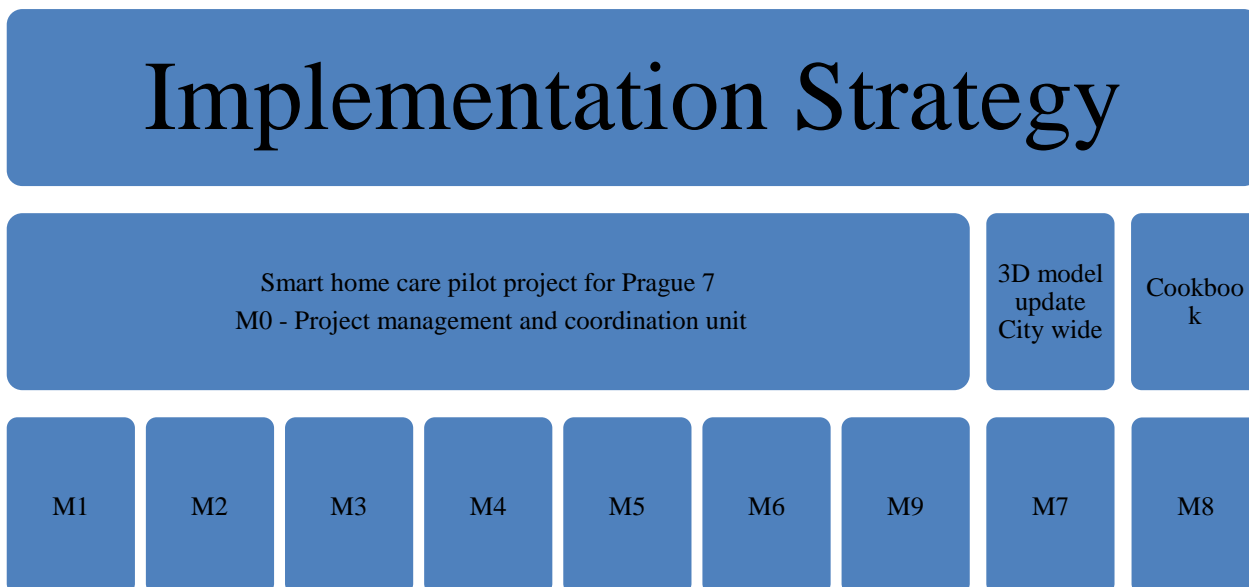 Implementation Strategy
Smart home care pilot project for Prague 7
M0 - Project management and coordination unit
3D model
update
City wide
Cookboo
k
M1
M2
M3
M4
M5
M6
M9
M7
M8